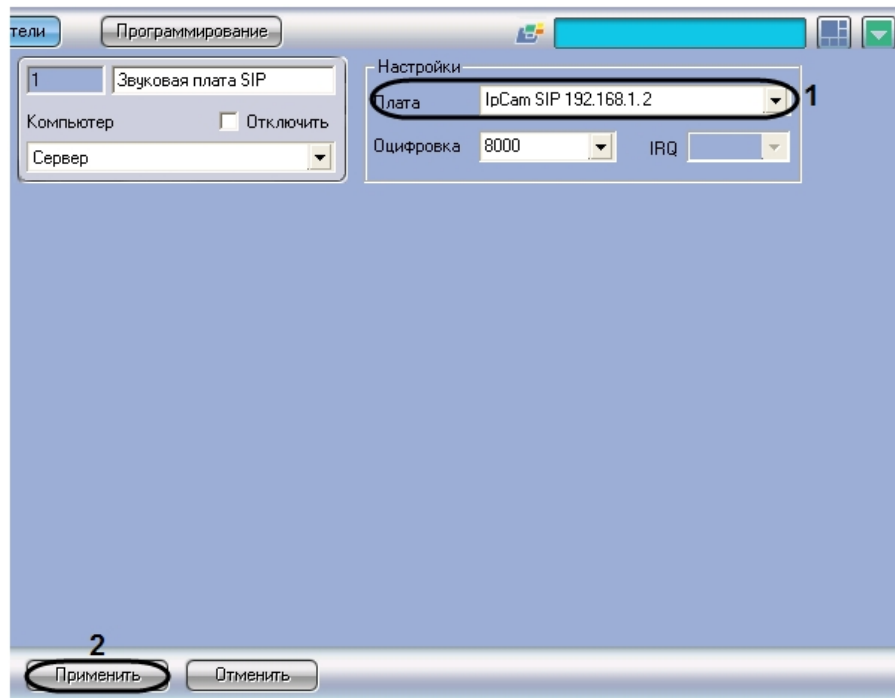 тели Программирование
1 Звуковая плата SIP
Компьютер Отключить
Сервер
Настройки
Плата IpCam SIP 192.168.1.2 1
Оцифровка 8000 IRQ
2
Применить Отменить